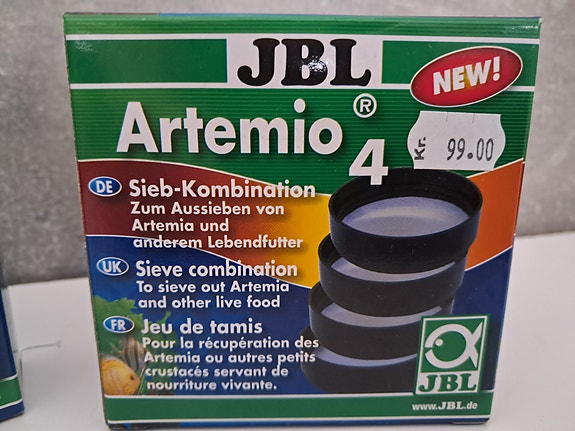 JBL
NEW!
Artemio®
4
Kr. 99.00
DE Sieb-Kombination
Zum Aussieben von
Artemia und
anderem Lebendfutter
UK Sieve combination
To sieve out Artemia
and other live food
FR Jeu de tamis
Pour la récupération des
Artemia ou autres petits
crustacés servant de
nourriture vivante.
JBL
www.JBL.de